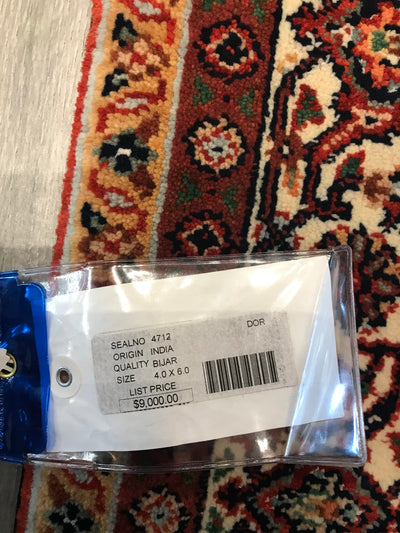 DOR
SEALNO 4712
ORIGIN INDIA
QUALITY BIJAR
SIZE 4.0 X 6.0
LIST PRICE
$9,000.00